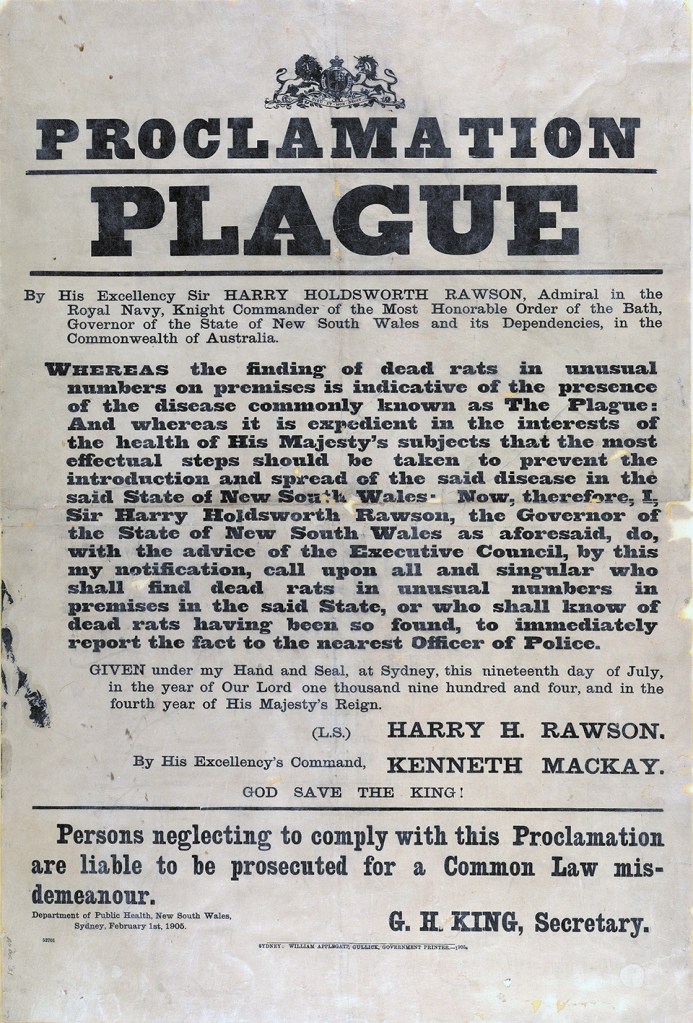 PROCLAMATION
PLAGUE
By His Excellency Sir HARRY HOLDSWORTH RAWSON, Admiral in the
Royal Navy, Knight Commander of the Most Honorable Order of the Bath,
Governor of the State of New South Wales and its Dependencies, in the
Commonwealth of Australia.
WHEREAS the finding of dead rats in unusual
numbers on premises is indicative of the presence
of the disease commonly known as The Plague:
And whereas it is expedient in the interests of
the health of His Majesty's subjects that the most
effectual steps should be taken to prevent the
introduction and spread of the said disease in the
said State of New South Wales. Now, therefore, I,
Sir Harry Holdsworth Rawson, the Governor of
the State of New South Wales as aforesaid, do,
with the advice of the Executive Council, by this
my notification, call upon all and singular who
shall find dead rats in unusual numbers in
premises in the said State, or who shall know of
dead rats having been so found, to immediately
report the fact to the nearest Officer of Police.
GIVEN under my Hand and Seal, at Sydney, this nineteenth day of July,
in the year of Our Lord one thousand nine hundred and four, and in the
fourth year of His Majesty's Reign.
(L.S.) HARRY H. RAWSON.
By His Excellency's Command, KENNETH MACKAY.
GOD SAVE THE KING!
Persons neglecting to comply with this Proclamation
are liable to be prosecuted for a Common Law mis-
demeanour.
Department of Public Health, New South Wales,
Sydney, February 1st, 1905.
G. H. KING, Secretary.
SYDNEY: WILLIAM APPLEGATE GULLICK, GOVERNMENT PRINTER.—1905.